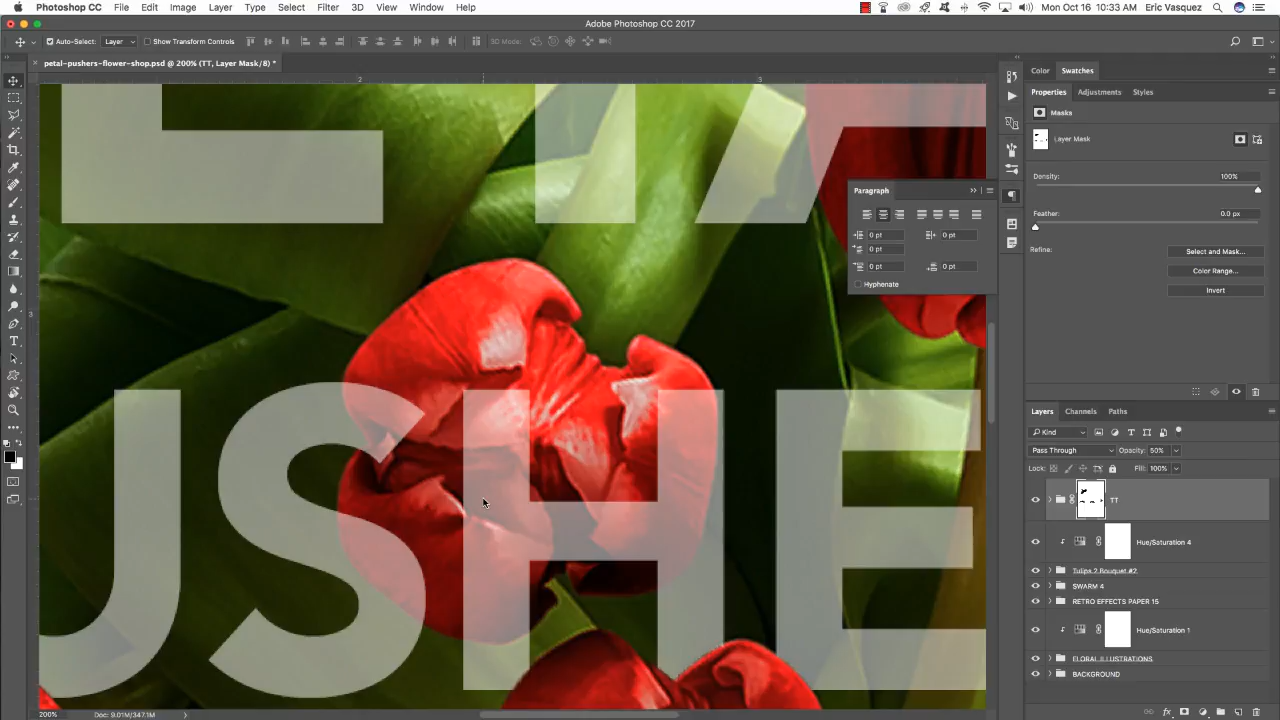 Photoshop CC File Edit Image Layer Type Select Filter 3D View Window Help Mon Oct 16 10:33 AM Eric Vasquez
Adobe Photoshop CC 2017
Auto-Select: Layer Show Transform Controls 3D Mode:
petal-pushers-flower-shop.psd @ 200% (TT, Layer Mask/8) *
2 3
3
USHE
Color Swatches
Properties Adjustments Styles
Masks
Layer Mask
Density: 100%
Feather: 0.0 px
Refine: Select and Mask...
Color Range...
Invert
Paragraph
0 pt 0 pt
0 pt
0 pt 0 pt
Hyphenate
Layers Channels Paths
Kind
Pass Through Opacity: 50%
Lock: Fill: 100%
TT
Hue/Saturation 4
Tulips 2 Bouquet #2
SWARM 4
RETRO EFFECTS PAPER 15
Hue/Saturation 1
FLORAL ILLUSTRATIONS
BACKGROUND
200% Doc: 9.01M/347.1M